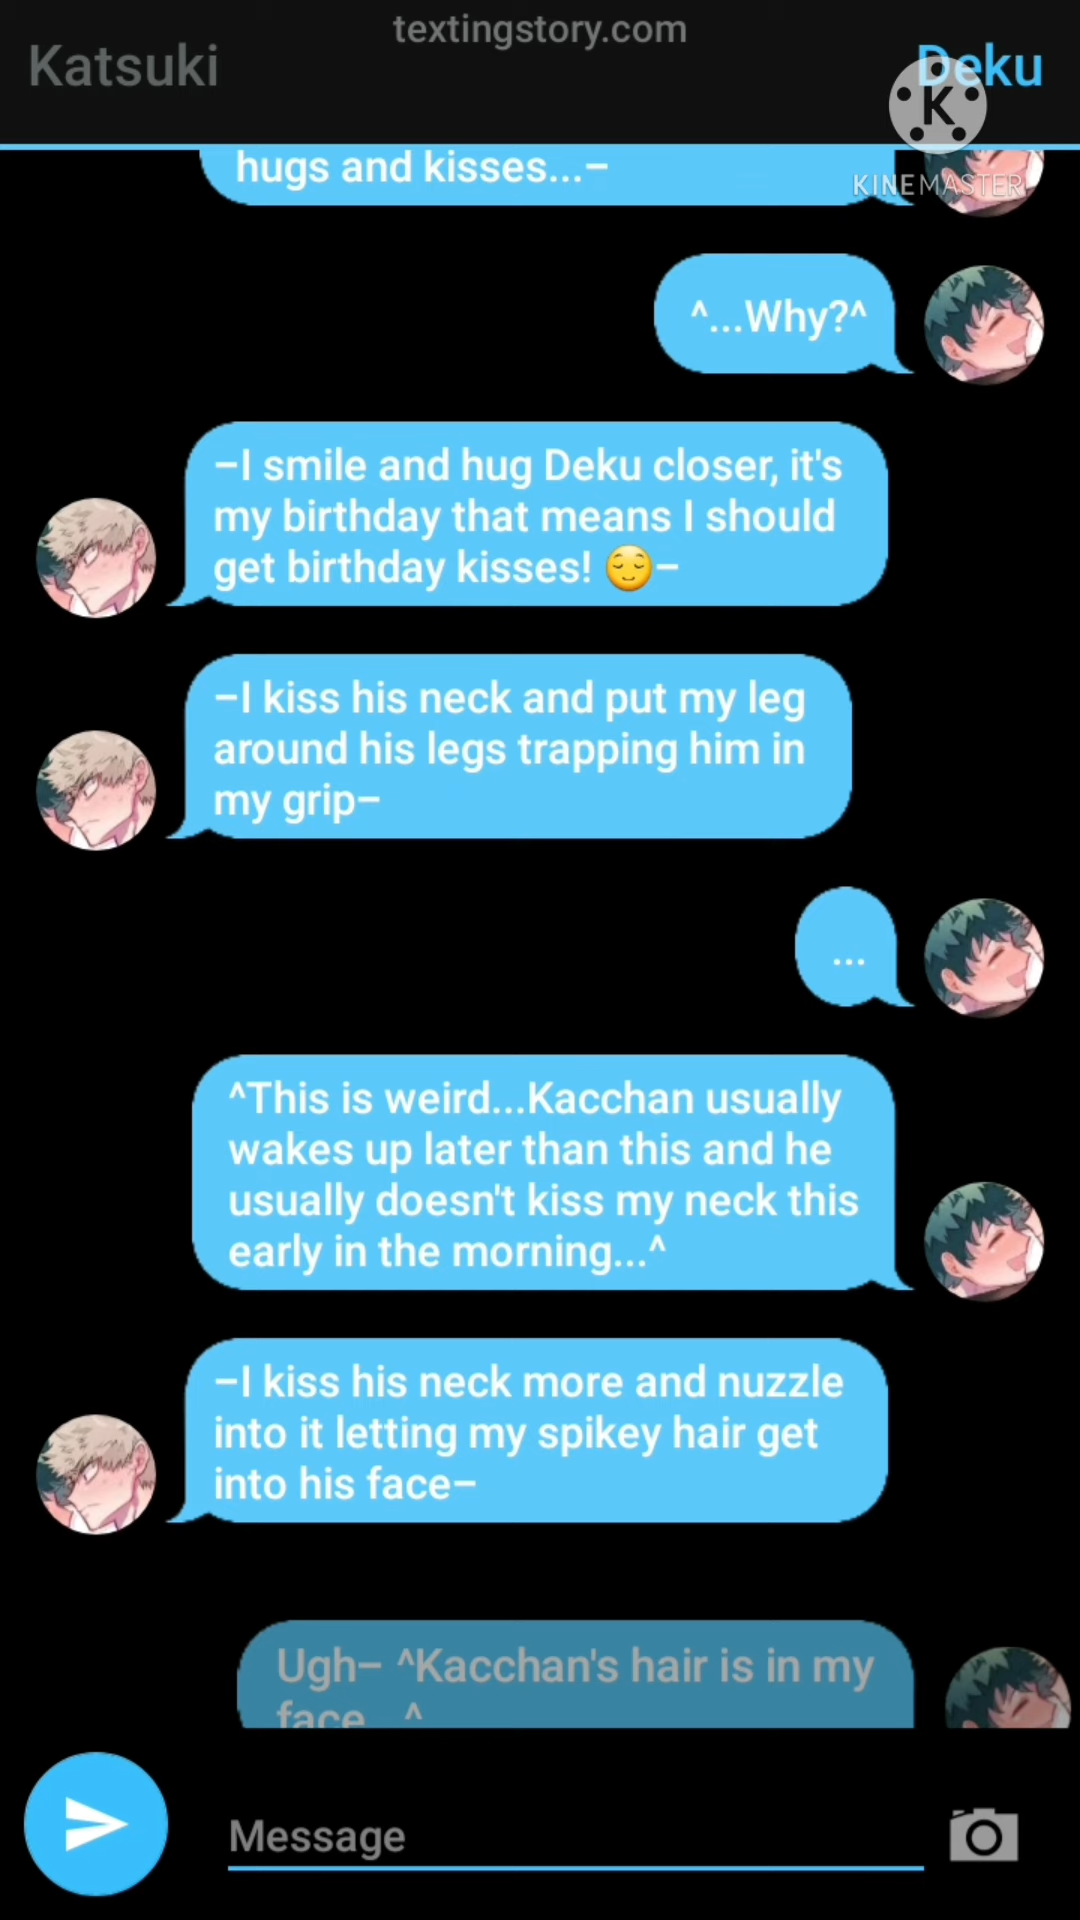 textingstory.com
Katsuki
Deku
K
KINEMASTER
hugs and kisses...–
^...Why?^
–I smile and hug Deku closer, it's
my birthday that means I should
get birthday kisses! 😌–
–I kiss his neck and put my leg
around his legs trapping him in
my grip–
...
^This is weird...Kacchan usually
wakes up later than this and he
usually doesn't kiss my neck this
early in the morning...^
–I kiss his neck more and nuzzle
into it letting my spikey hair get
into his face–
Ugh– ^Kacchan's hair is in my
face...^
Message